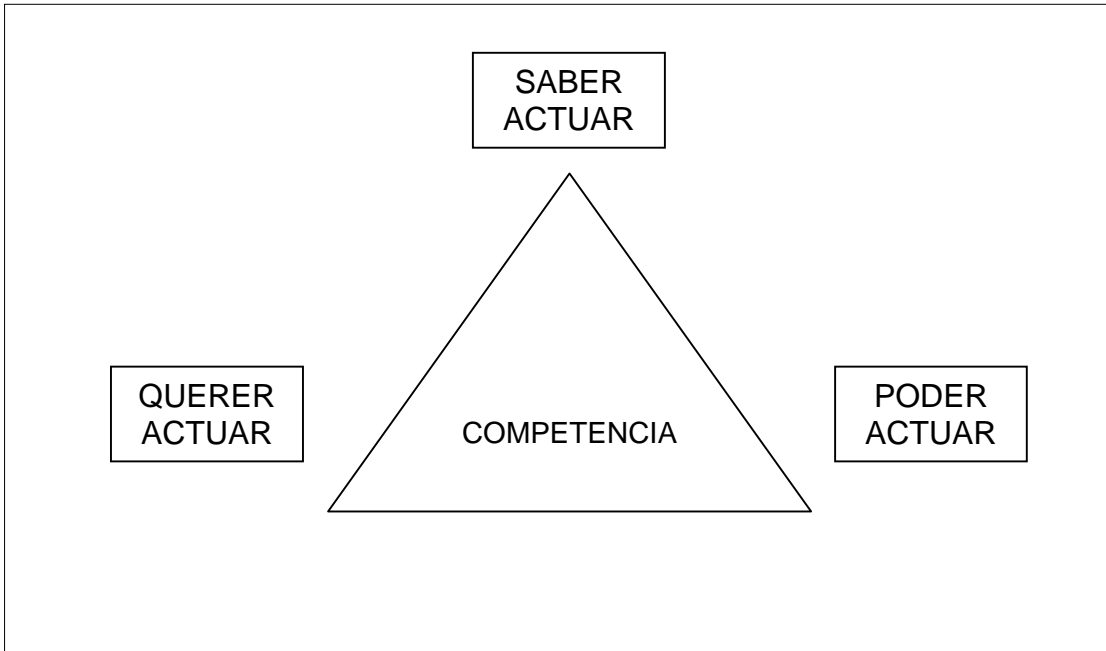 SABER
ACTUAR
QUERER
ACTUAR
COMPETENCIA
PODER
ACTUAR